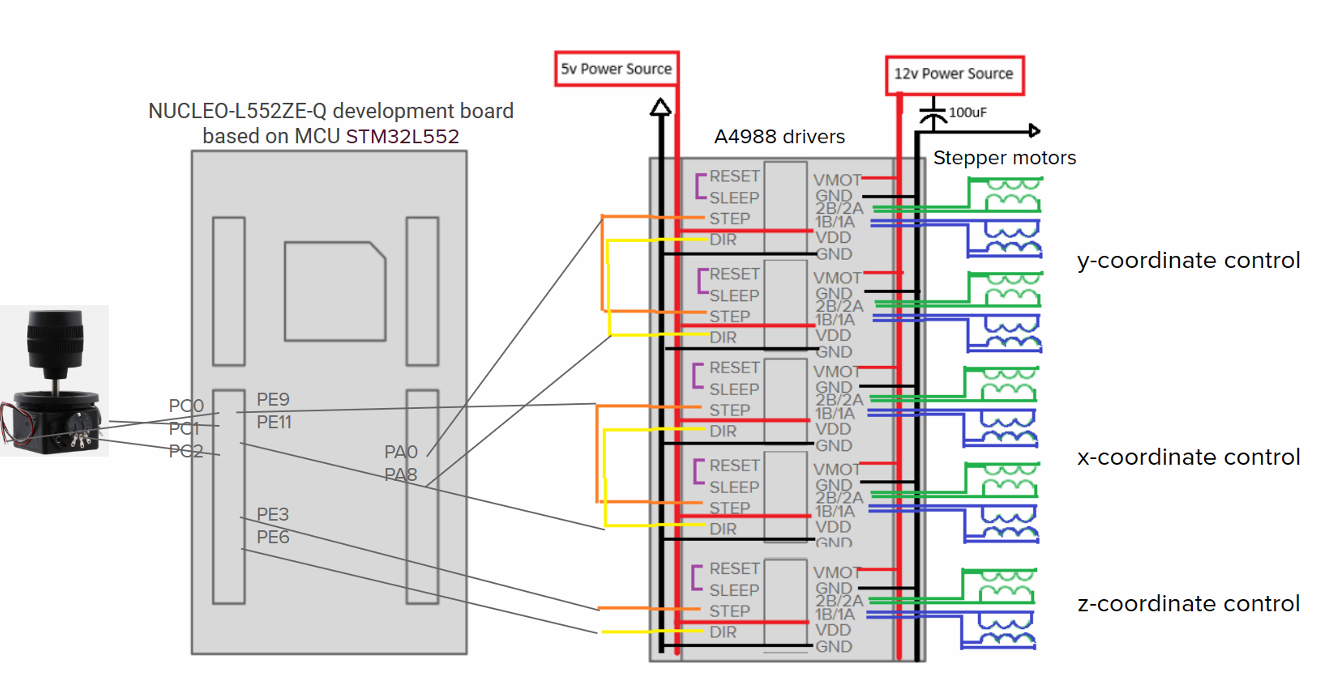 5v Power Source
12v Power Source
100uF
NUCLEO-L552ZE-Q development board
based on MCU STM32L552
A4988 drivers
Stepper motors
RESET
SLEEP
STEP
DIR
VMOT
GND
2B/2A
1B/1A
VDD
GND
y-coordinate control
RESET
SLEEP
STEP
DIR
VMOT
GND
2B/2A
1B/1A
VDD
GND
RESET
SLEEP
STEP
DIR
VMOT
GND
2B/2A
1B/1A
VDD
GND
x-coordinate control
RESET
SLEEP
STEP
DIR
VMOT
GND
2B/2A
1B/1A
VDD
GND
RESET
SLEEP
STEP
DIR
VMOT
GND
2B/2A
1B/1A
VDD
GND
z-coordinate control
PC0
PC1
PC2
PE9
PE11
PA0
PA8
PE3
PE6